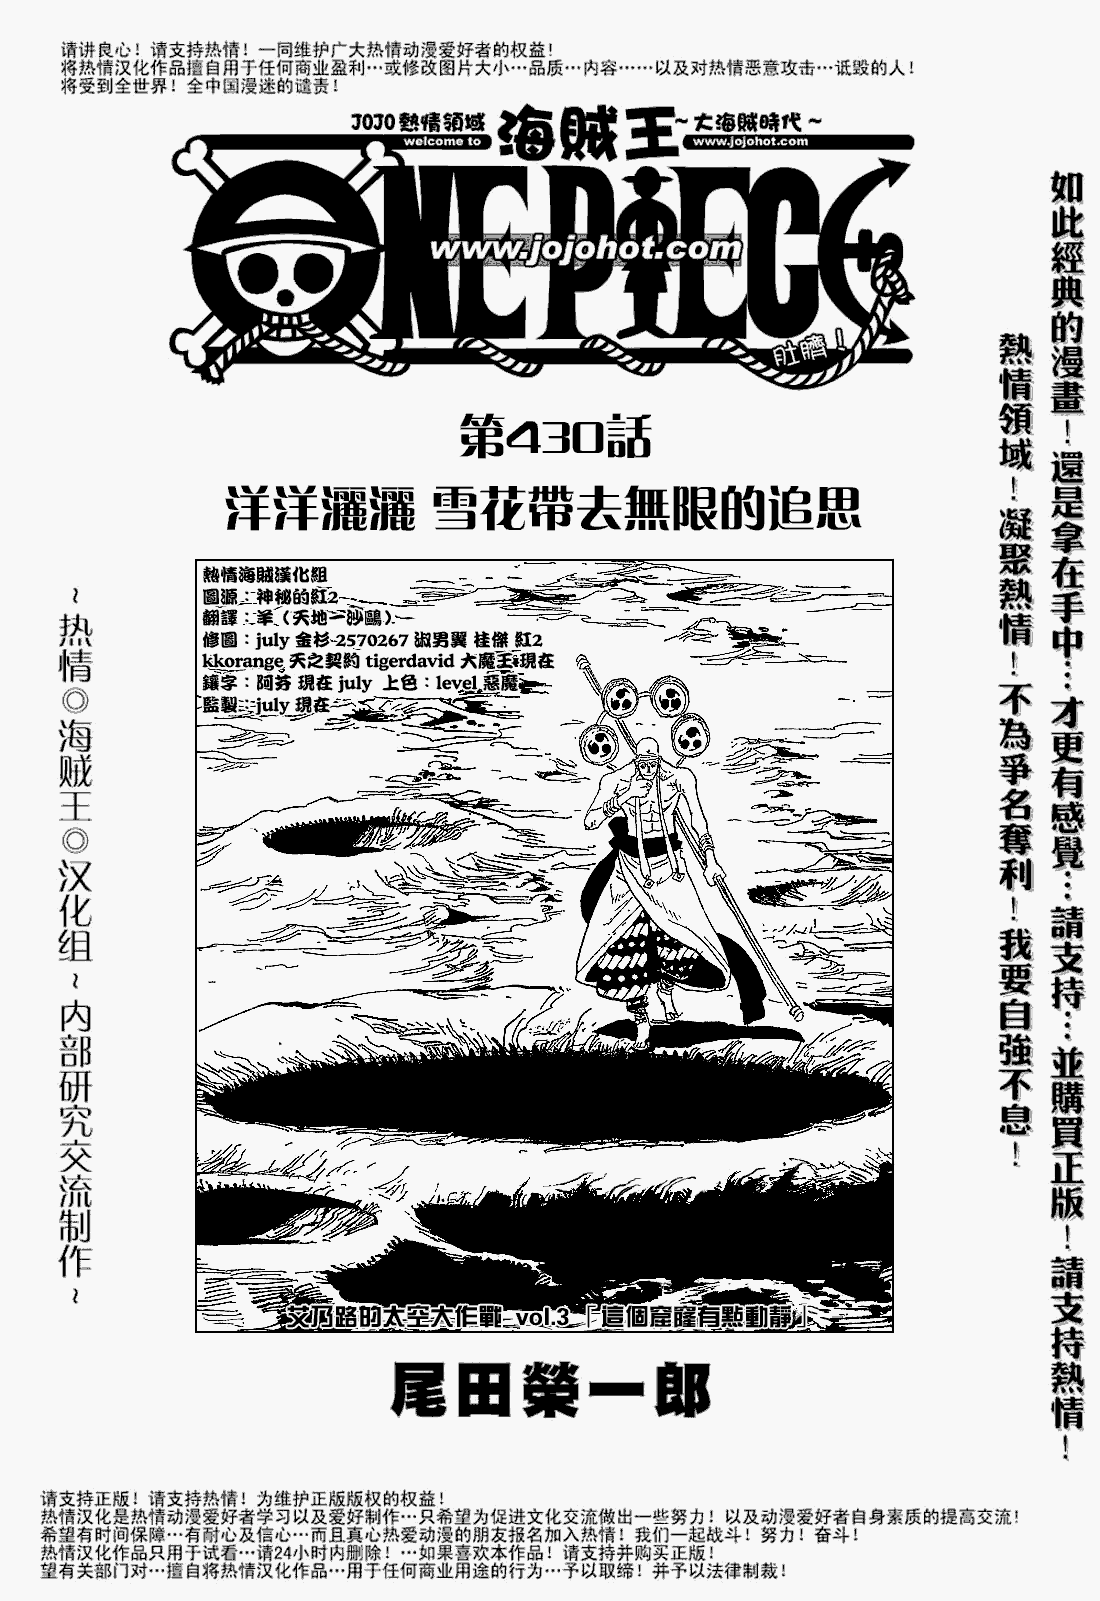 请讲良心！请支持热情！一同维护广大热情动漫爱好者的权益！
将热情汉化作品擅自用于任何商业盈利…或修改图片大小…品质…内容……以及对热情恶意攻击…诋毁的人！
将受到全世界！全中国漫迷的谴责！
JOJO熱情領域 海賊王 ~大海賊時代~
welcome to www.jojohot.com
ONE PIECE
www.jojohot.com
肚臍！
第430話
洋洋灑灑 雪花帶去無限的追思
如此經典的漫畫！還是拿在手中…才更有感覺…請支持…並購買正版！請支持熱情！
熱情領域！凝聚熱情！不為爭名奪利！我要自強不息！
~热情◎海贼王◎汉化组~内部研究交流制作~
熱情海賊漢化組
圖源：神秘的紅2
翻譯：羊（天地一沙鷗）
修圖：july 金杉 2570267 淑男翼 桂傑 紅2
kkorange 天之契約 tigerdavid 大魔王 現在
鑲字：阿芬 現在 july 上色：level 惡魔
監製：july 現在
艾乃路的太空大作戰 vol.3 「這個窟窿有點動靜」
尾田榮一郎
请支持正版！请支持热情！为维护正版版权的权益！
热情汉化是热情动漫爱好者学习以及爱好制作…只希望为促进文化交流做出一些努力！以及动漫爱好者自身素质的提高交流！
希望有时间保障…有耐心及信心…而且真心热爱动漫的朋友报名加入热情！我们一起战斗！努力！奋斗！
热情汉化作品只用于试看…请24小时内删除！…如果喜欢本作品！请支持并购买正版！
望有关部门对…擅自将热情汉化作品…用于任何商业用途的行为…予以取缔！并予以法律制裁！